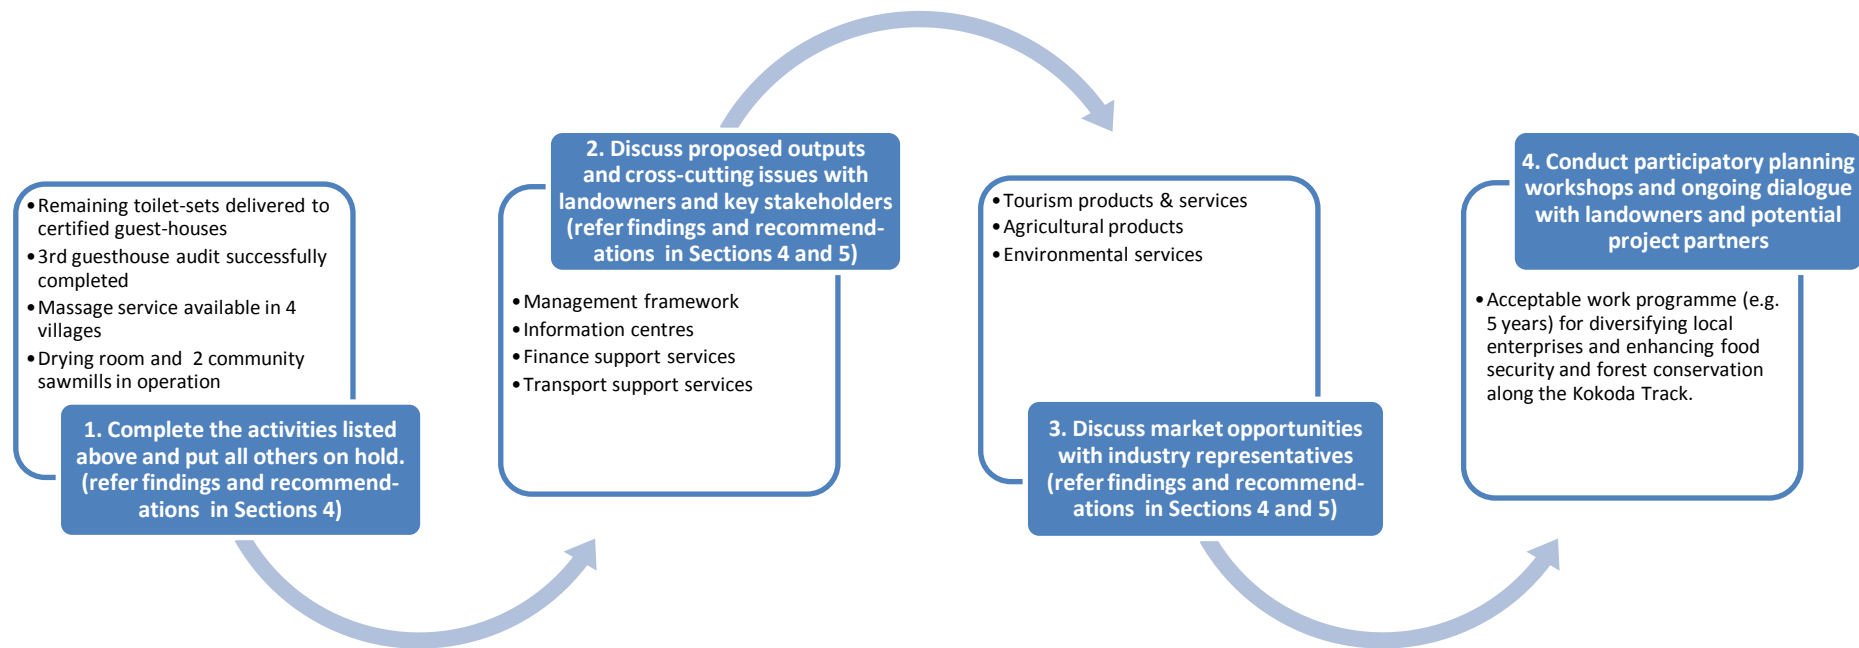 •Remaining toilet-sets delivered to
certified guest-houses
•3rd guesthouse audit successfully
completed
•Massage service available in 4
villages
•Drying room and 2 community
sawmills in operation
1. Complete the activities listed
above and put all others on hold.
(refer findings and recommend-
ations in Sections 4)
2. Discuss proposed outputs
and cross-cutting issues with
landowners and key stakeholders
(refer findings and recommend-
ations in Sections 4 and 5)
•Management framework
•Information centres
•Finance support services
•Transport support services
•Tourism products & services
•Agricultural products
•Environmental services
3. Discuss market opportunities
with industry representatives
(refer findings and recommend-
ations in Sections 4 and 5)
4. Conduct participatory planning
workshops and ongoing dialogue
with landowners and potential
project partners
•Acceptable work programme (e.g.
5 years) for diversifying local
enterprises and enhancing food
security and forest conservation
along the Kokoda Track.